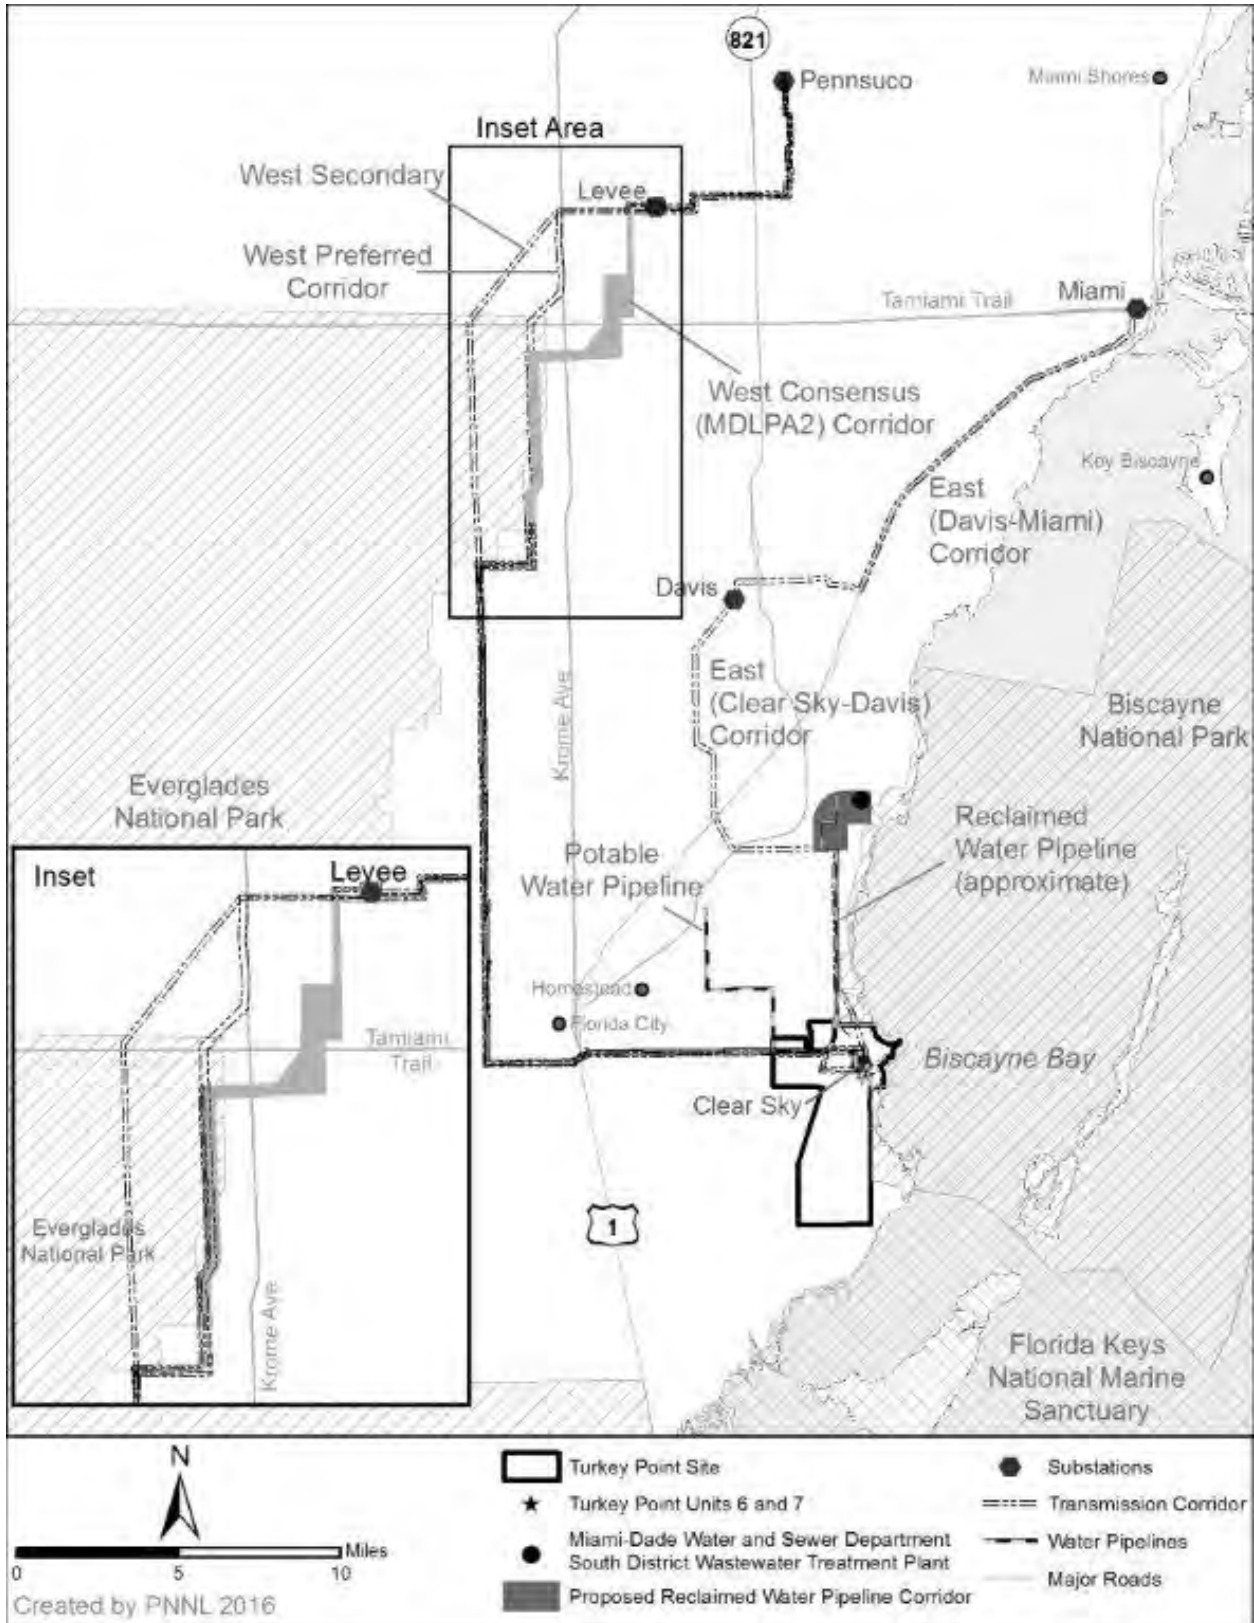 821
Pennsuco
Miami Shores
Inset Area
West Secondary
Levee
West Preferred
Corridor
Tamiami Trail
Miami
West Consensus
(MDLPA2) Corridor
Key Biscayne
East
(Davis-Miami)
Corridor
Davis
East
(Clear Sky-Davis)
Corridor
Krome Ave
Biscayne
National Park
Everglades
National Park
Potable
Water Pipeline
Reclaimed
Water Pipeline
(approximate)
Inset
Levee
Homestead
Florida City
Tamiami
Trail
Biscayne Bay
Clear Sky
1
Everglades
National Park
Krome Ave
Florida Keys
National Marine
Sanctuary
N
Miles
0 5 10
Created by PNNL 2016
Turkey Point Site
Turkey Point Units 6 and 7
Miami-Dade Water and Sewer Department
South District Wastewater Treatment Plant
Proposed Reclaimed Water Pipeline Corridor
Substations
Transmission Corridor
Water Pipelines
Major Roads